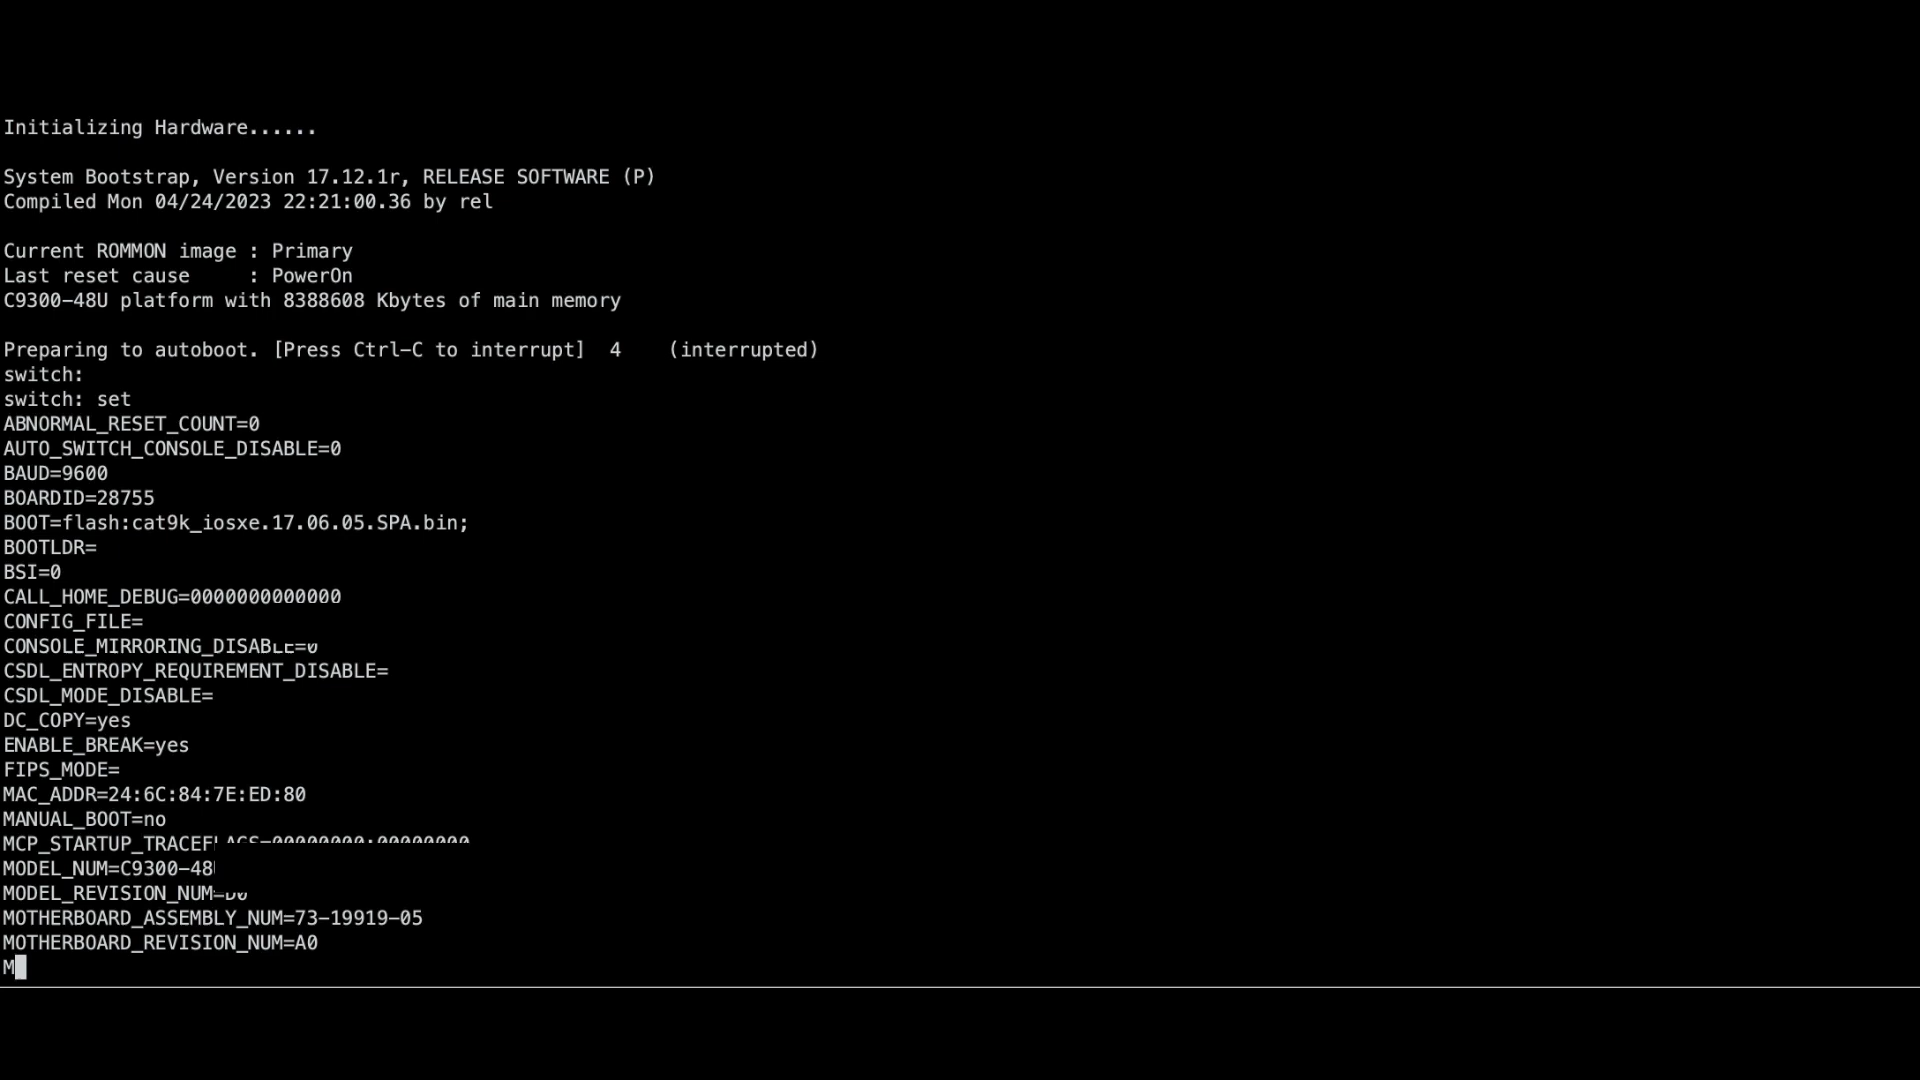 Initializing Hardware......
System Bootstrap, Version 17.12.1r, RELEASE SOFTWARE (P)
Compiled Mon 04/24/2023 22:21:00.36 by rel
Current ROMMON image : Primary
Last reset cause     : PowerOn
C9300-48U platform with 8388608 Kbytes of main memory
Preparing to autoboot. [Press Ctrl-C to interrupt]  4    (interrupted)
switch:
switch: set
ABNORMAL_RESET_COUNT=0
AUTO_SWITCH_CONSOLE_DISABLE=0
BAUD=9600
BOARDID=28755
BOOT=flash:cat9k_iosxe.17.06.05.SPA.bin;
BOOTLDR=
BSI=0
CALL_HOME_DEBUG=0000000000000
CONFIG_FILE=
CONSOLE_MIRRORING_DISABLE=0
CSDL_ENTROPY_REQUIREMENT_DISABLE=
CSDL_MODE_DISABLE=
DC_COPY=yes
ENABLE_BREAK=yes
FIPS_MODE=
MAC_ADDR=24:6C:84:7E:ED:80
MANUAL_BOOT=no
MCP_STARTUP_TRACEFLAGS=00000000:00000000
MODEL_NUM=C9300-48U
MODEL_REVISION_NUM=D0
MOTHERBOARD_ASSEMBLY_NUM=73-19919-05
MOTHERBOARD_REVISION_NUM=A0
M